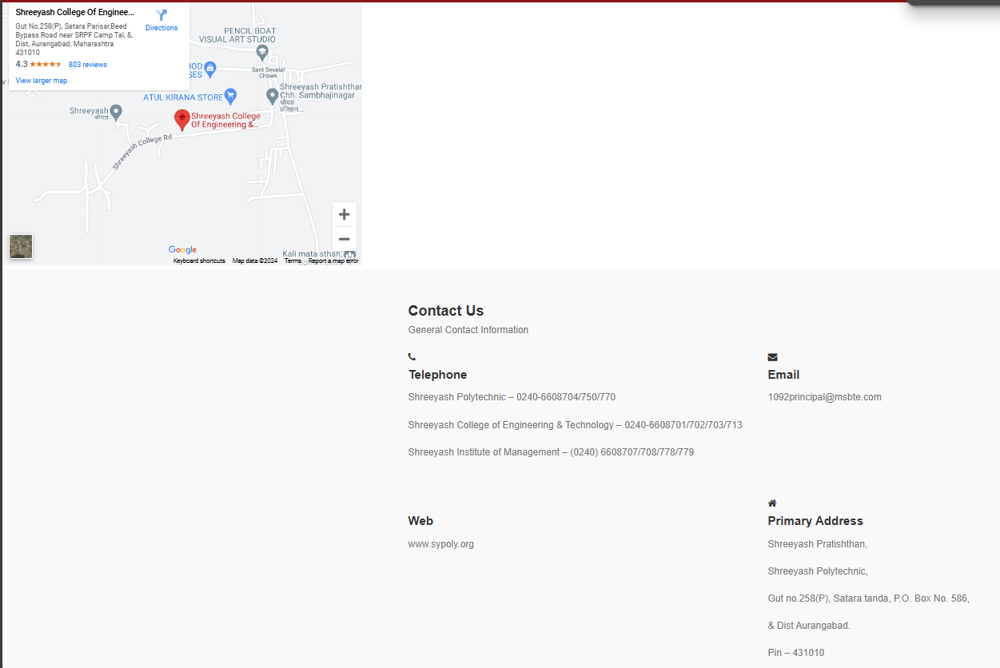 Shreeyash College Of Enginee...
Directions
Gut No.258(P), Satara Parisar,Beed
Bypass Road near SRPF Camp Tal, &,
Dist, Aurangabad, Maharashtra
431010
4.3 803 reviews
View larger map
PENCIL BOAT
VISUAL ART STUDIO
Sant Sevalal
Chowk
ATUL KIRANA STORE
Shreeyash Pratishthan
Chh. Sambhajinagar
श्रीयश
प्रतिष्ठान...
Shreeyash
श्रीयश
Shreeyash College
Of Engineering &...
Shreeyash College Rd
Kali mata sthan,
Google
Keyboard shortcuts Map data ©2024 Terms Report a map error
Contact Us
General Contact Information
Telephone
Shreeyash Polytechnic – 0240-6608704/750/770
Shreeyash College of Engineering & Technology – 0240-6608701/702/703/713
Shreeyash Institute of Management – (0240) 6608707/708/778/779
Email
1092principal@msbte.com
Web
www.sypoly.org
Primary Address
Shreeyash Pratishthan,
Shreeyash Polytechnic,
Gut no.258(P), Satara tanda, P.O. Box No. 586,
& Dist Aurangabad.
Pin – 431010